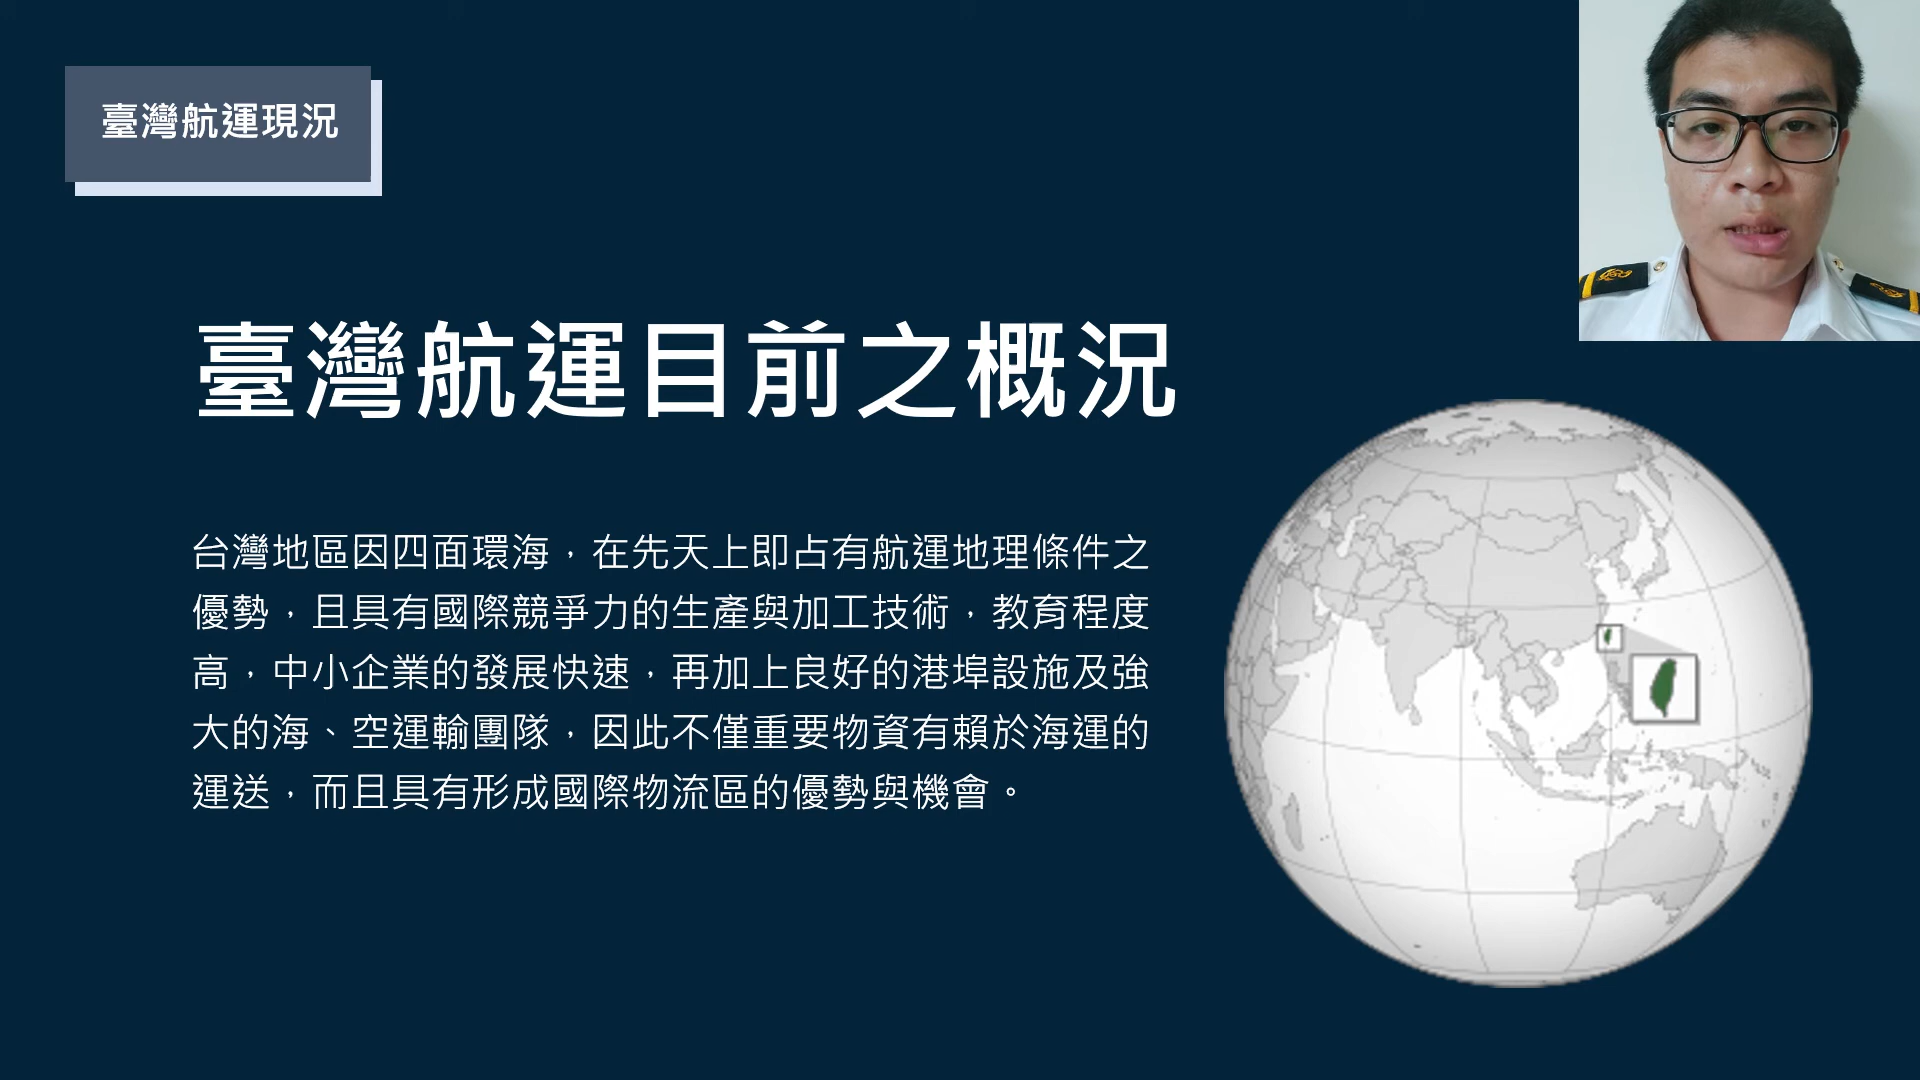 臺灣航運現況
臺灣航運目前之概況
台灣地區因四面環海，在先天上即占有航運地理條件之
優勢，且具有國際競爭力的生產與加工技術，教育程度
高，中小企業的發展快速，再加上良好的港埠設施及強
大的海、空運輸團隊，因此不僅重要物資有賴於海運的
運送，而且具有形成國際物流區的優勢與機會。